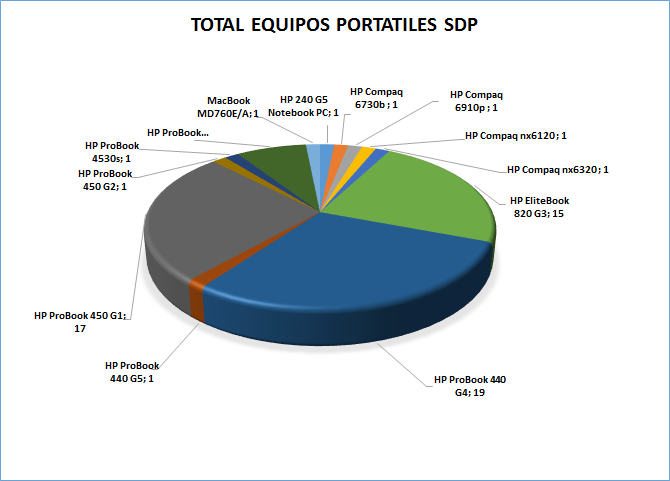 TOTAL EQUIPOS PORTATILES SDP
MacBook
MD760E/A; 1
HP 240 G5
Notebook PC; 1
HP Compaq
6730b ; 1
HP Compaq
6910p ; 1
HP Compaq nx6120; 1
HP Compaq nx6320; 1
HP EliteBook
820 G3; 15
HP ProBook 440
G4; 19
HP ProBook
440 G5; 1
HP ProBook 450 G1;
17
HP ProBook
450 G2; 1
HP ProBook
4530s; 1
HP ProBook...